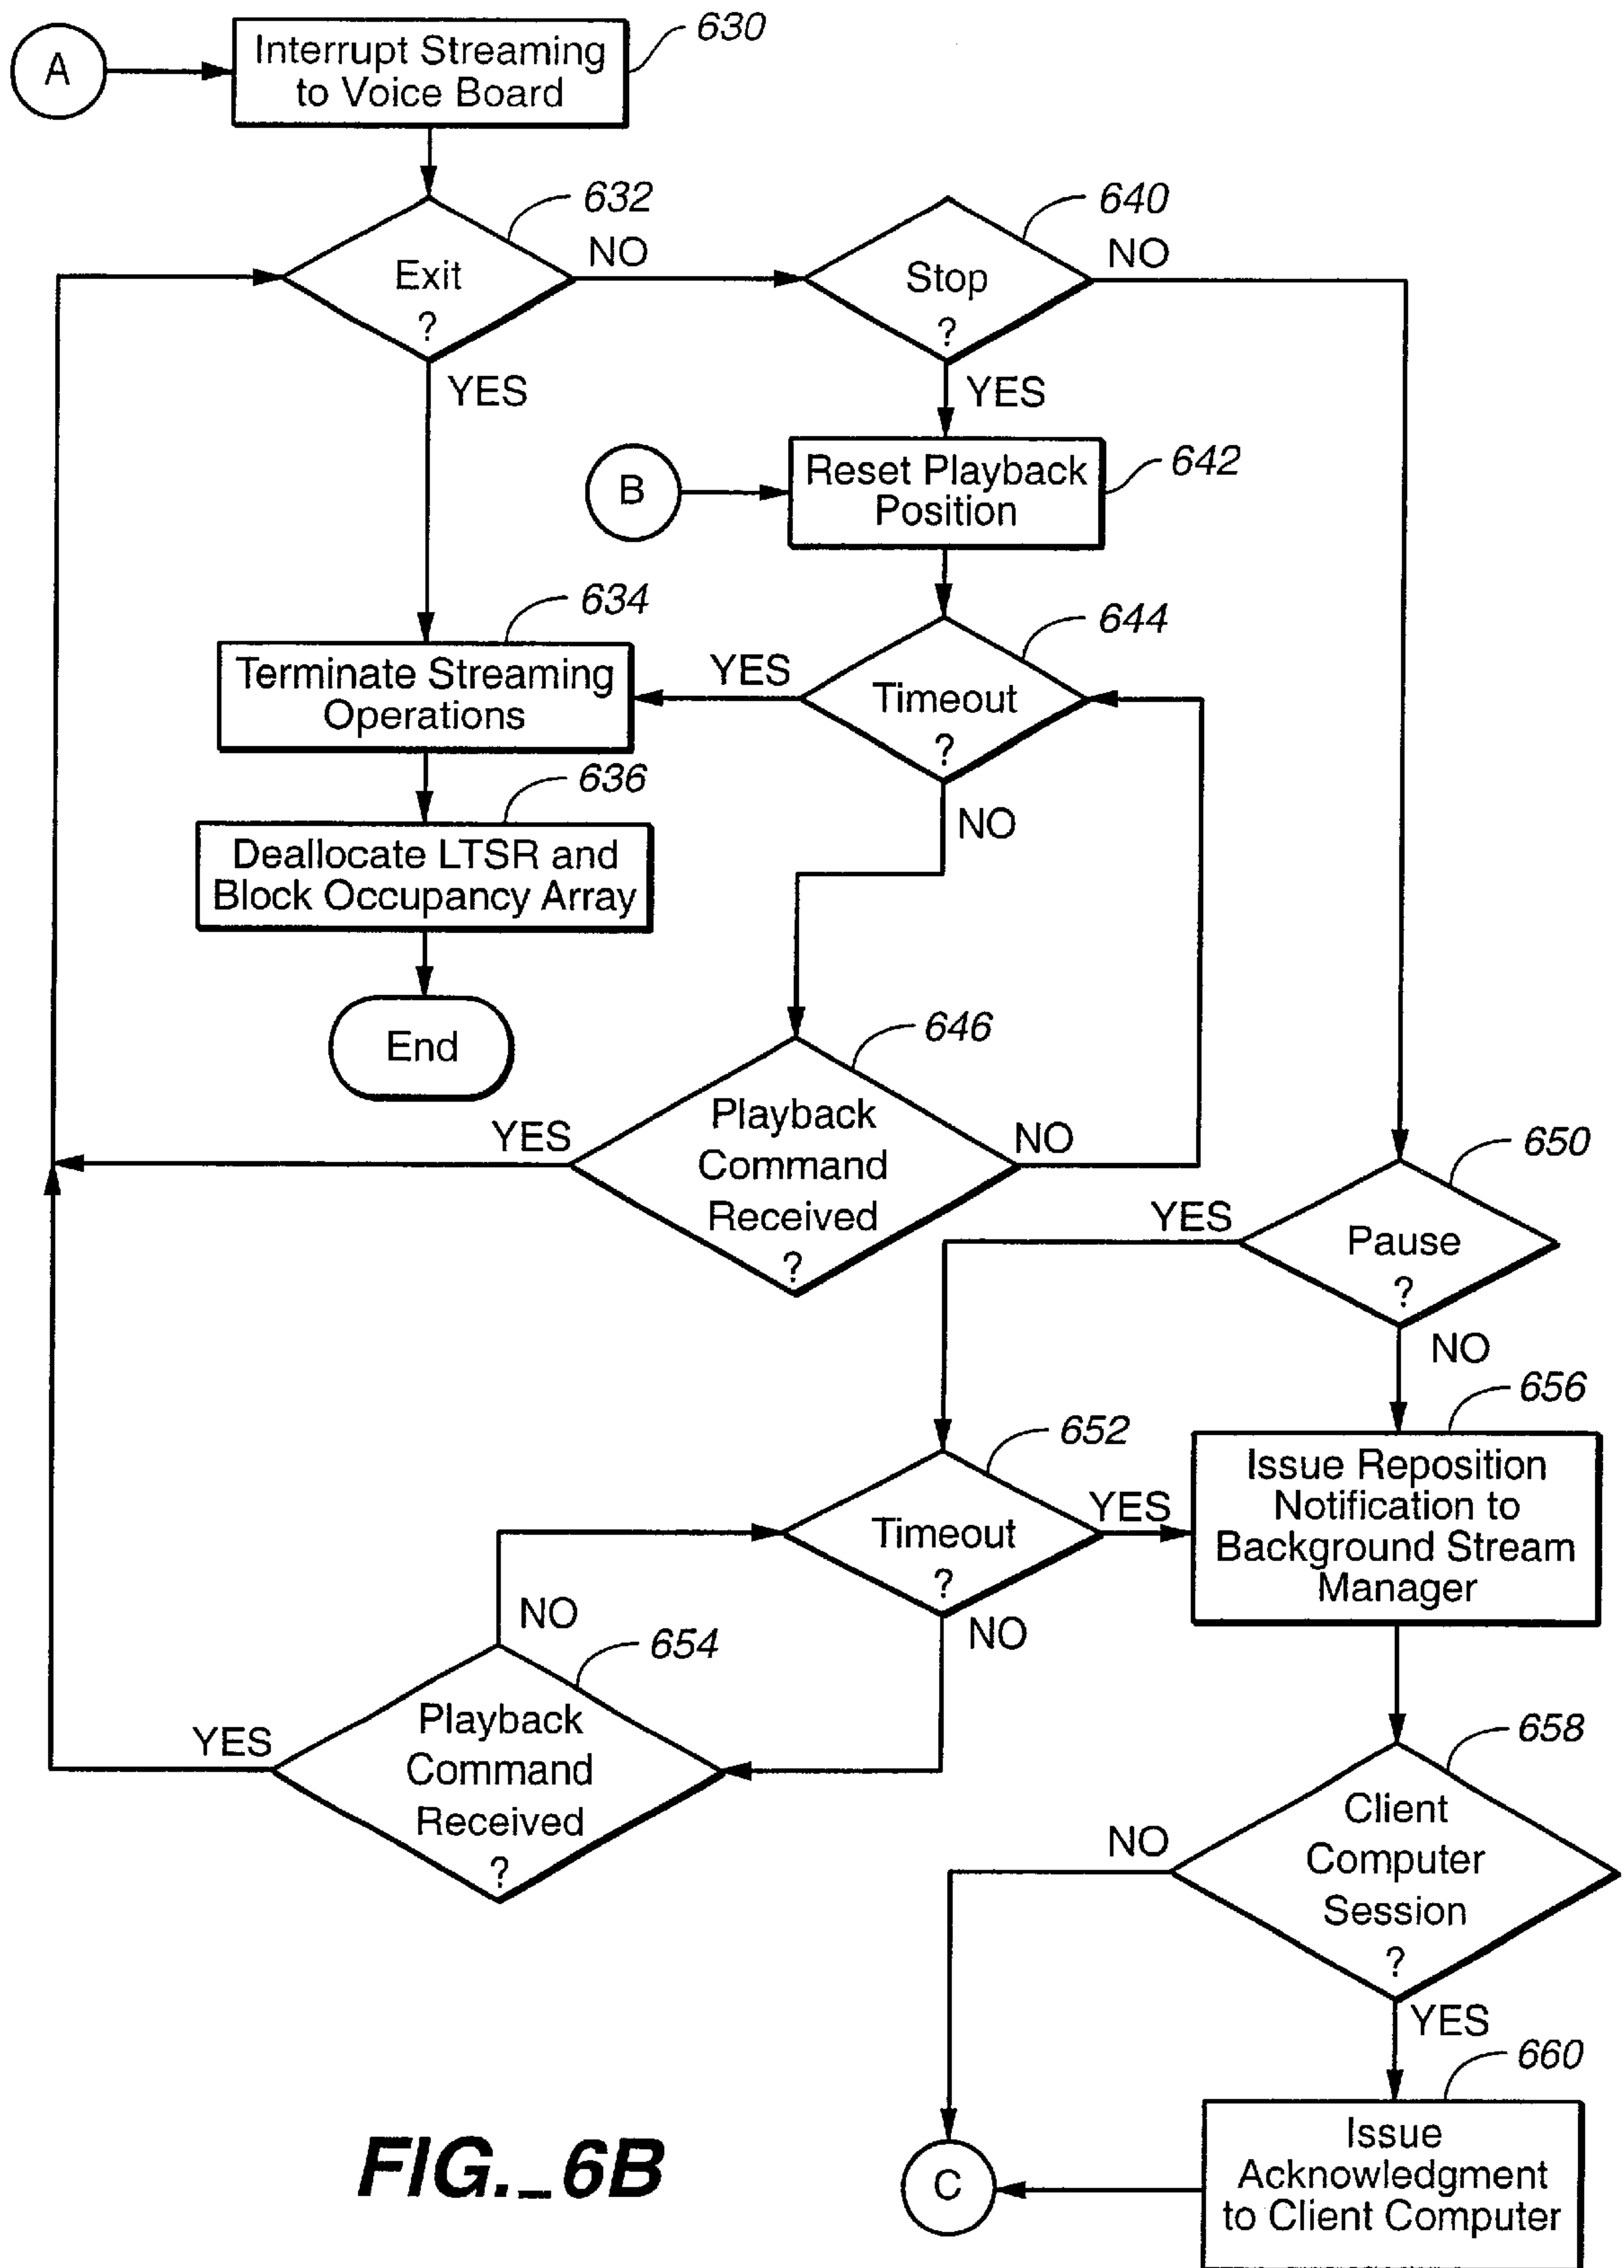 A
Interrupt Streaming
to Voice Board
630
632
Exit
?
NO
YES
640
Stop
?
NO
YES
B
Reset Playback
Position
642
634
Terminate Streaming
Operations
YES
644
Timeout
?
NO
636
Deallocate LTSR and
Block Occupancy Array
End
646
Playback
Command
Received
?
YES
NO
650
Pause
?
YES
NO
656
Issue Reposition
Notification to
Background Stream
Manager
652
Timeout
?
YES
NO
654
Playback
Command
Received
?
NO
YES
658
Client
Computer
Session
?
NO
YES
660
Issue
Acknowledgment
to Client Computer
C
FIG._6B